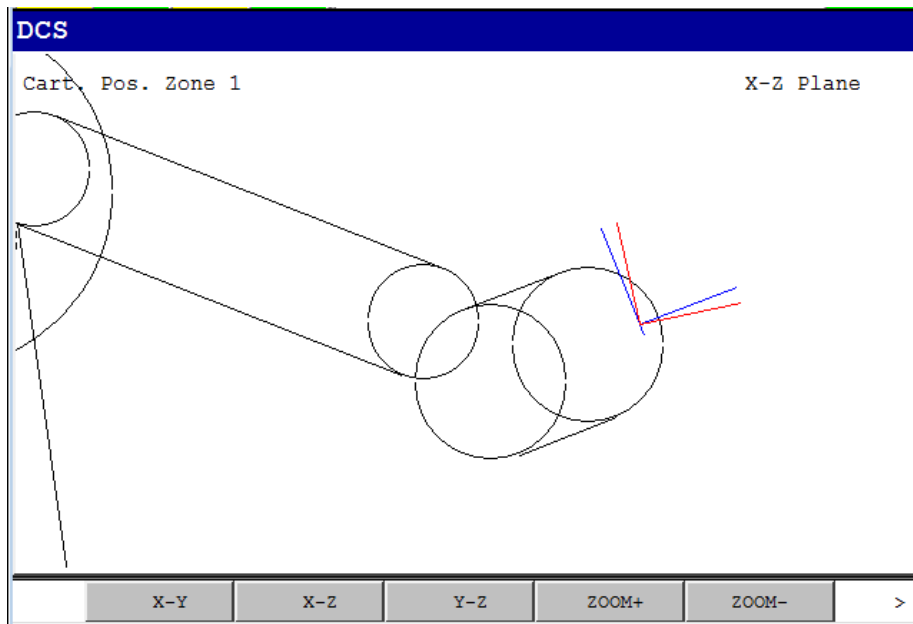 DCS
Cart. Pos. Zone 1 X-Z Plane
X-Y X-Z Y-Z ZOOM+ ZOOM- >